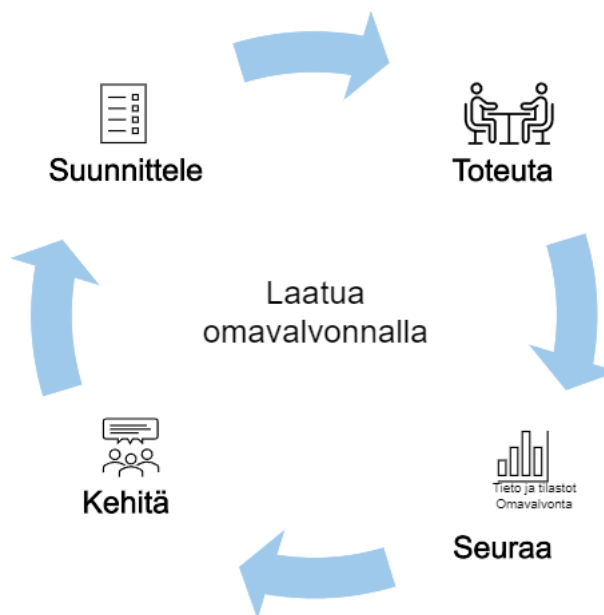 Suunnittele
Toteuta
Laatua
omavalvonnalla
Kehitä
Tieto ja tilastot
Omavalvonta
Seuraa